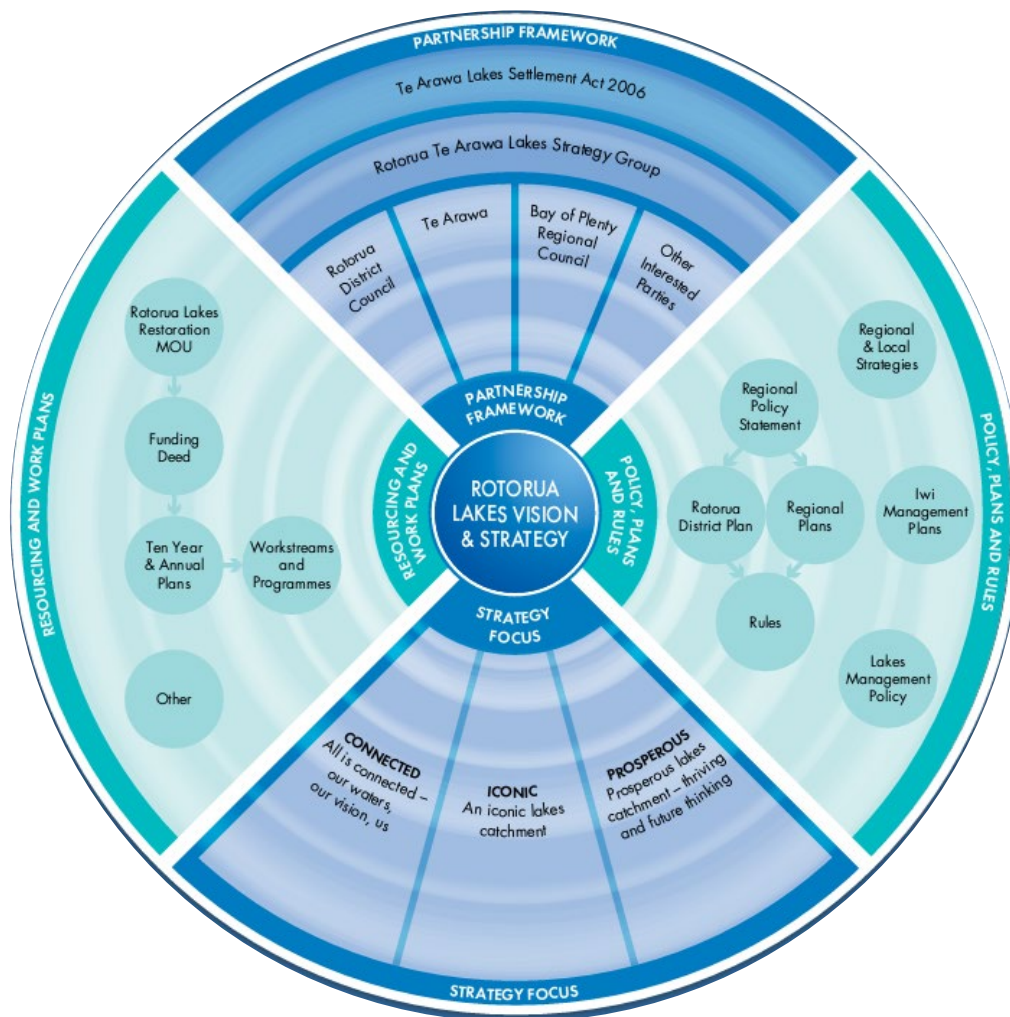 PARTNERSHIP FRAMEWORK
Te Arawa Lakes Settlement Act 2006
Rotorua Te Arawa Lakes Strategy Group
Rotorua
District
Council
Te Arawa
Bay of Plenty
Regional
Council
Other
Interested
Parties
PARTNERSHIP
FRAMEWORK
RESOURCING AND WORK PLANS
Rotorua Lakes
Restoration
MOU
Funding
Deed
Ten Year
& Annual
Plans
Workstreams
and
Programmes
Other
RESOURCING AND
WORK PLANS
ROTORUA
LAKES VISION
& STRATEGY
POLICY, PLANS
AND RULES
Regional
& Local
Strategies
Regional
Policy
Statement
Rotorua
District Plan
Regional
Plans
Iwi
Management
Plans
Rules
Lakes
Management
Policy
POLICY, PLANS AND RULES
STRATEGY
FOCUS
CONNECTED
All is connected –
our waters,
our vision, us
ICONIC
An iconic lakes
catchment
PROSPEROUS
Prosperous lakes
catchment – thriving
and future thinking
STRATEGY FOCUS